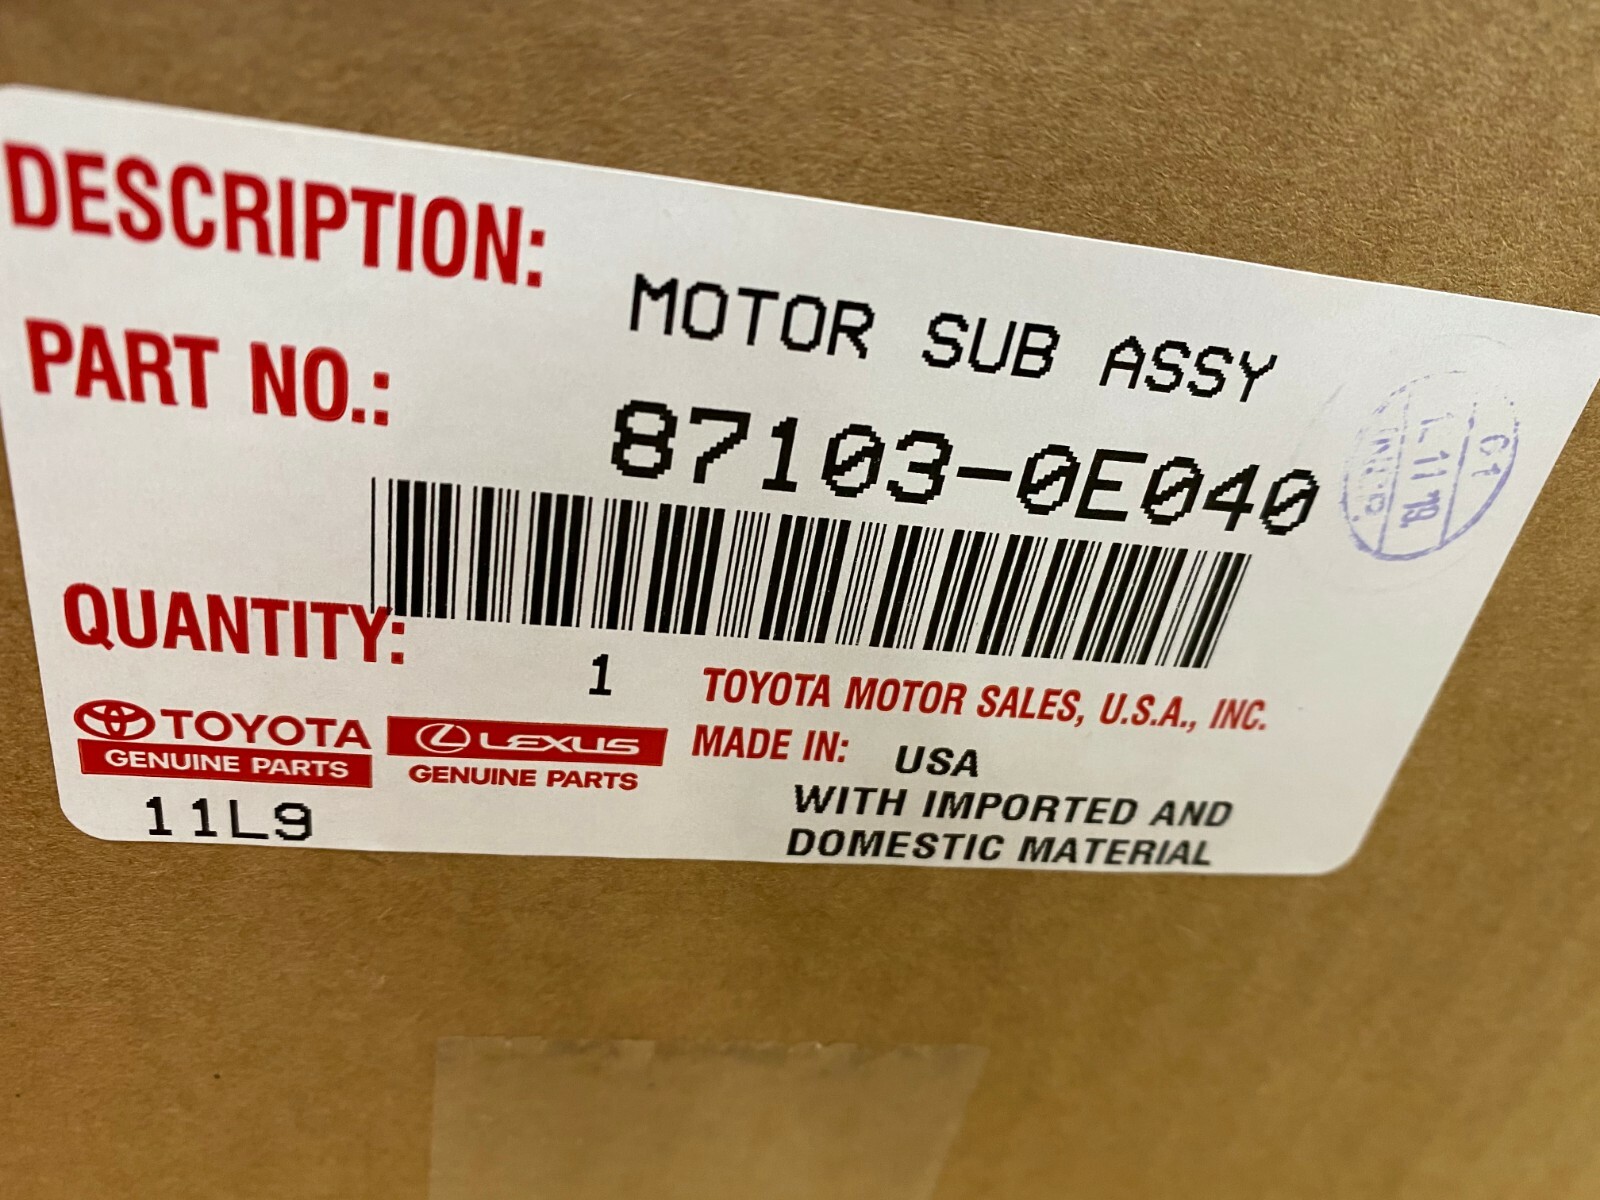 DESCRIPTION: MOTOR SUB ASSY
PART NO.: 87103-0E040
QUANTITY: 1
TOYOTA MOTOR SALES, U.S.A., INC.
TOYOTA
GENUINE PARTS
LEXUS
GENUINE PARTS
MADE IN: USA
WITH IMPORTED AND
DOMESTIC MATERIAL
11L9